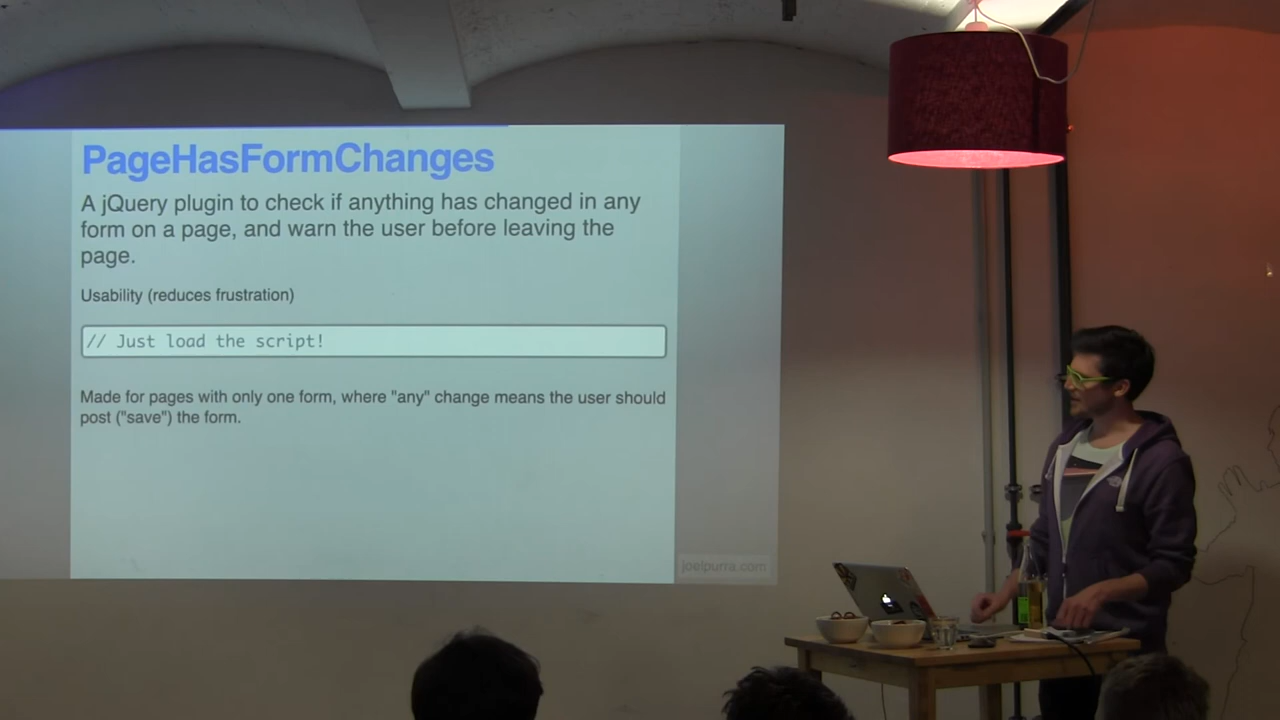 PageHasFormChanges
A jQuery plugin to check if anything has changed in any
form on a page, and warn the user before leaving the
page.
Usability (reduces frustration)
// Just load the script!
Made for pages with only one form, where "any" change means the user should
post ("save") the form.
joelpurra.com